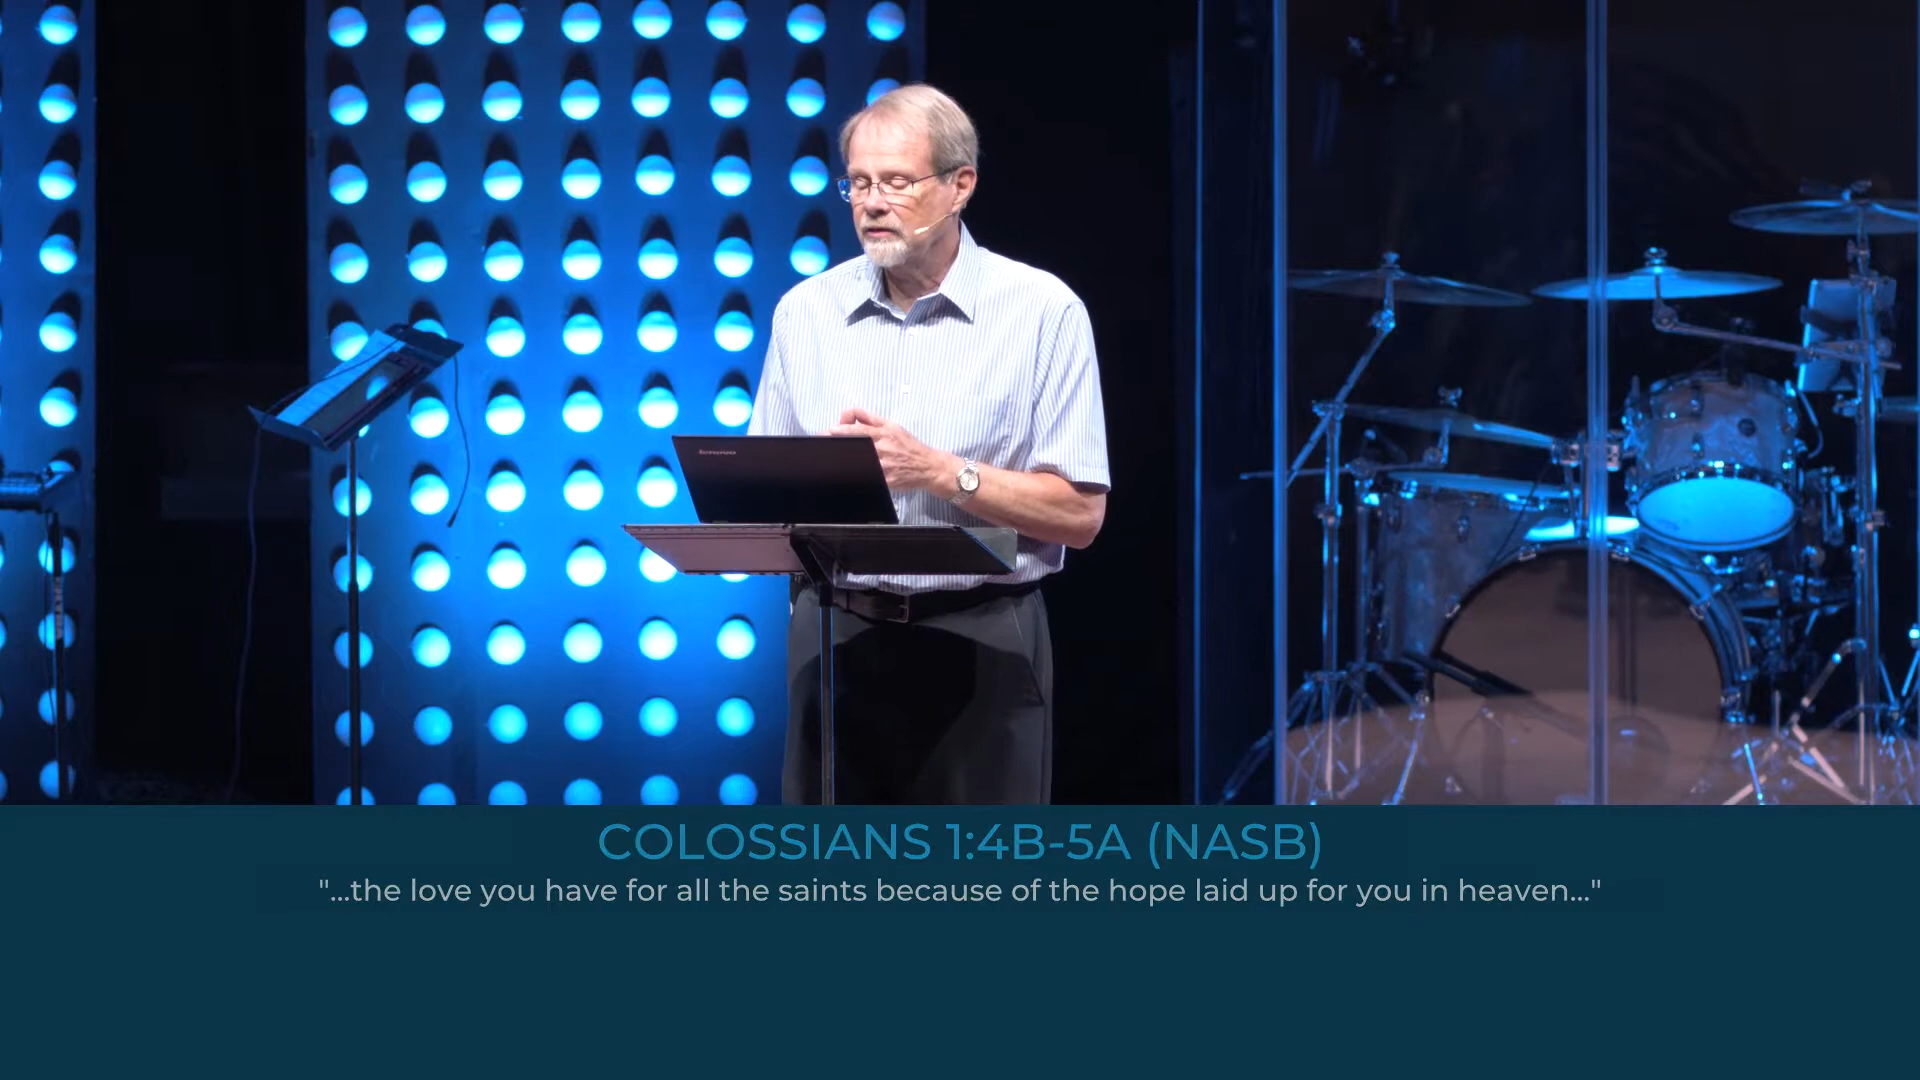 lenovo
COLOSSIANS 1:4B-5A (NASB)
"...the love you have for all the saints because of the hope laid up for you in heaven..."